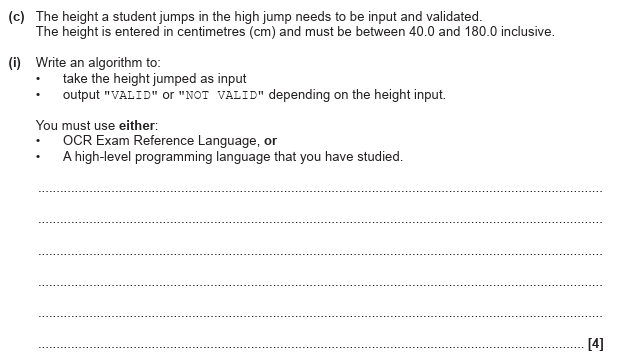 (c) The height a student jumps in the high jump needs to be input and validated.
The height is entered in centimetres (cm) and must be between 40.0 and 180.0 inclusive.
(i) Write an algorithm to:
• take the height jumped as input
• output "VALID" or "NOT VALID" depending on the height input.
You must use either:
• OCR Exam Reference Language, or
• A high-level programming language that you have studied.
[4]